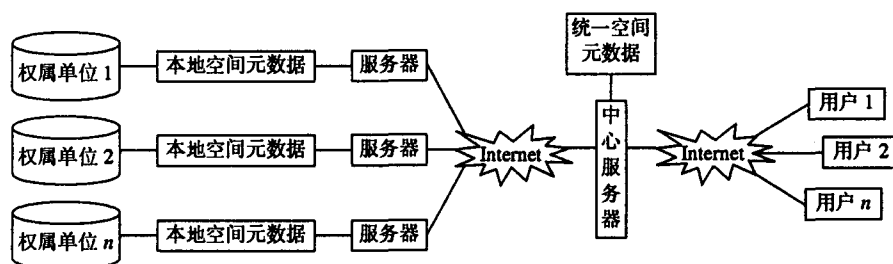 统一空间
元数据
权属单位 1
本地空间元数据
服务器
用户 1
权属单位 2
本地空间元数据
服务器
Internet
中心服务器
Internet
用户 2
权属单位 n
本地空间元数据
服务器
用户 n